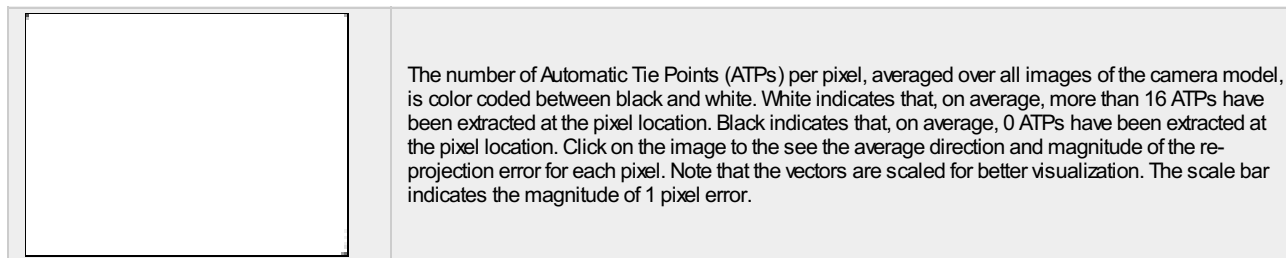 The number of Automatic Tie Points (ATPs) per pixel, averaged over all images of the camera model,
is color coded between black and white. White indicates that, on average, more than 16 ATPs have
been extracted at the pixel location. Black indicates that, on average, 0 ATPs have been extracted at
the pixel location. Click on the image to the see the average direction and magnitude of the re-
projection error for each pixel. Note that the vectors are scaled for better visualization. The scale bar
indicates the magnitude of 1 pixel error.